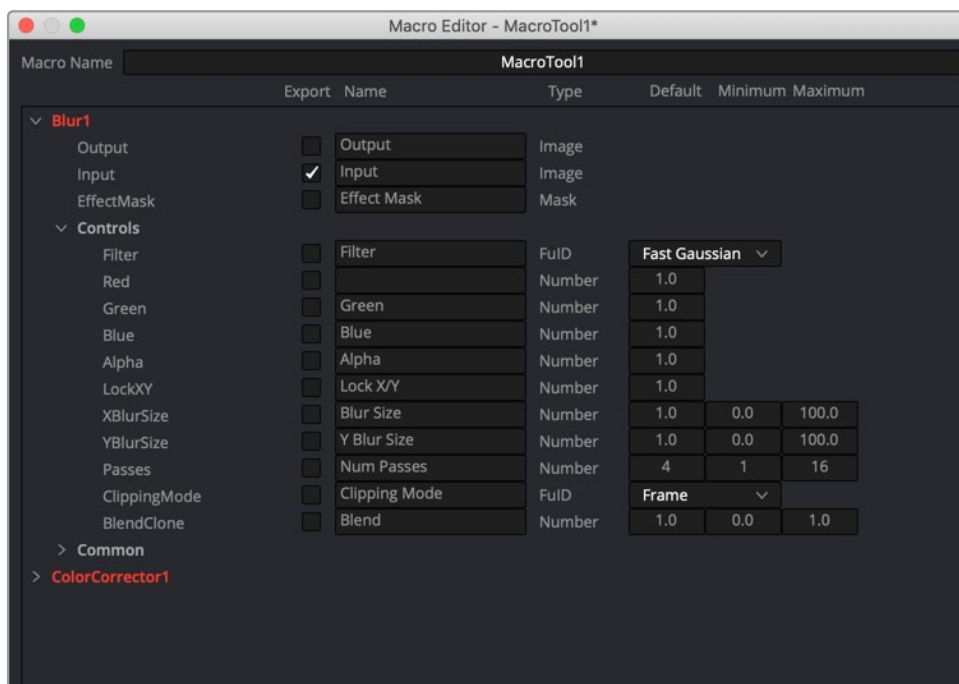 Macro Editor - MacroTool1*
Macro Name MacroTool1
Export Name Type Default Minimum Maximum
Blur1
Output Output Image
Input Input Image
EffectMask Effect Mask Mask
Controls
Filter Filter FuID Fast Gaussian
Red Number 1.0
Green Green Number 1.0
Blue Blue Number 1.0
Alpha Alpha Number 1.0
LockXY Lock X/Y Number 1.0
XBlurSize Blur Size Number 1.0 0.0 100.0
YBlurSize Y Blur Size Number 1.0 0.0 100.0
Passes Num Passes Number 4 1 16
ClippingMode Clipping Mode FuID Frame
BlendClone Blend Number 1.0 0.0 1.0
Common
ColorCorrector1